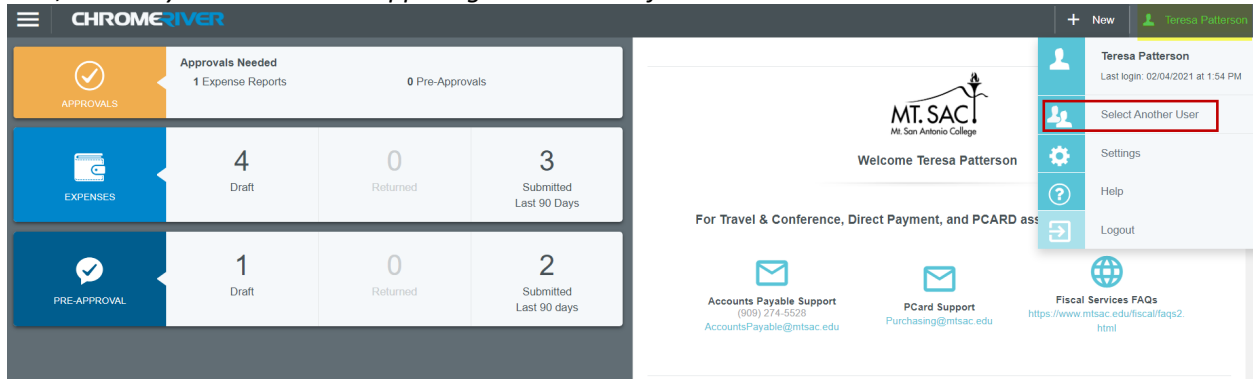 CHROMERIVER
+ New Teresa Patterson
Approvals Needed
1 Expense Reports 0 Pre-Approvals
APPROVALS
4 0 3
Draft Returned Submitted
Last 90 Days
EXPENSES
1 0 2
Draft Returned Submitted
Last 90 days
PRE-APPROVAL
MT. SAC
Mt. San Antonio College
Welcome Teresa Patterson
For Travel & Conference, Direct Payment, and PCARD ass
Accounts Payable Support
(909) 274-5528
AccountsPayable@mtsac.edu
PCard Support
Purchasing@mtsac.edu
Fiscal Services FAQs
https://www.mtsac.edu/fiscal/faqs2.
html
Teresa Patterson
Last login: 02/04/2021 at 1:54 PM
Select Another User
Settings
Help
Logout